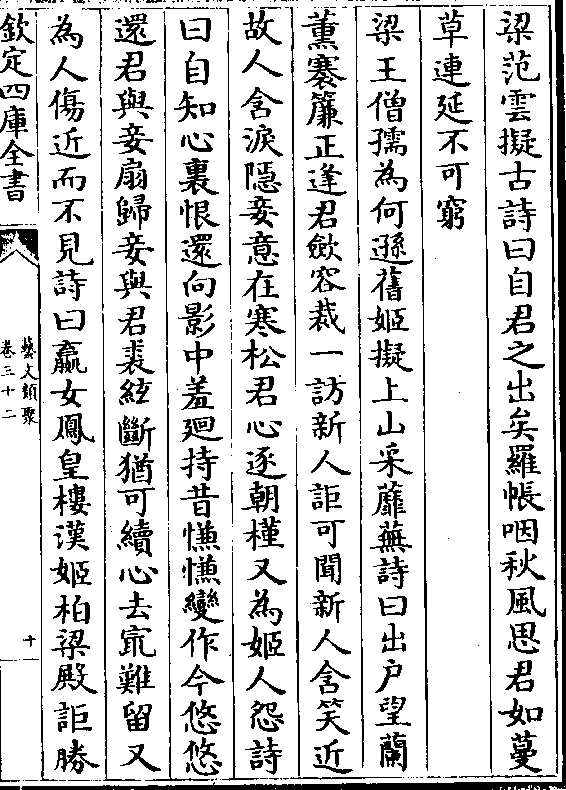 梁范雲擬古詩曰自君之出矣羅帳咽秋風思君如蔓
草連延不可窮
梁王僧孺為何遜舊姬擬上山采蘼蕪詩曰出户望蘭
薰褰簾正逢君斂容裁一訪新人詎可聞新人含笑近
故人含淚隱妾意在寒松君心逐朝槿又為姬人怨詩
曰自知心裏恨還向影中羞廻持昔慊慊變作今悠悠
還君與妾扇歸妾與君裘絃斷猶可續心去㝡難留又
為人傷近而不見詩曰嬴女鳳皇樓漢姬柏梁殿詎勝
欽定四庫全書
藝文類聚
卷三十二
十